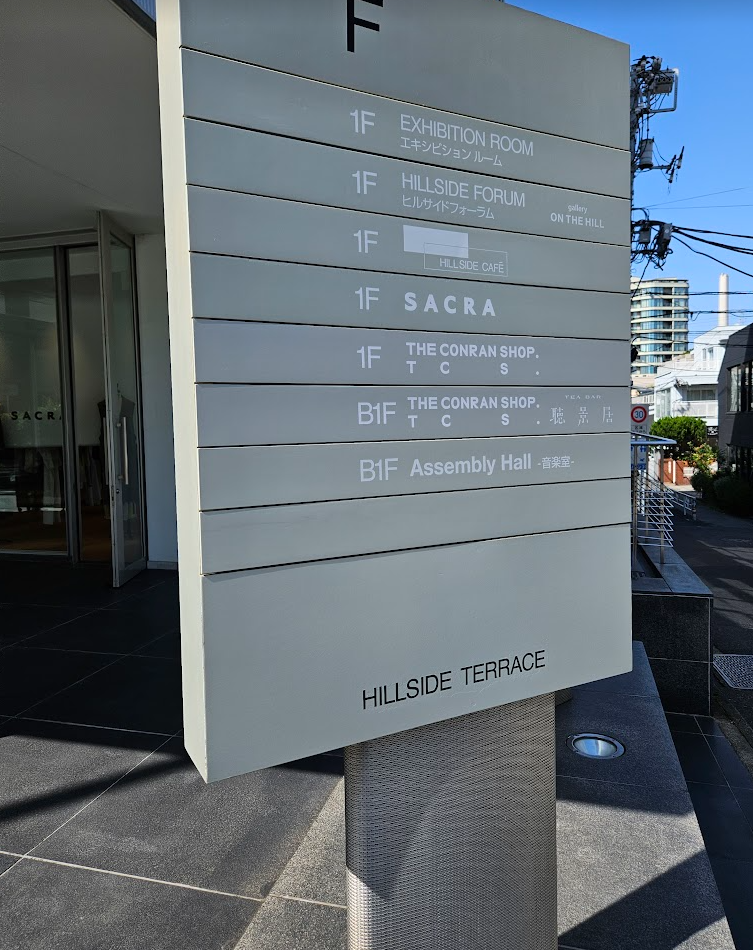 F
1F EXHIBITION ROOM
エキシビション ルーム
1F HILLSIDE FORUM
ヒルサイドフォーラム
gallery
ON THE HILL
1F HILLSIDE CAFÉ
1F SACRA
1F THE CONRAN SHOP.
T C S .
B1F THE CONRAN SHOP.
T C S .
聴景居
B1F Assembly Hall -音楽室-
HILLSIDE TERRACE
SACRA
30